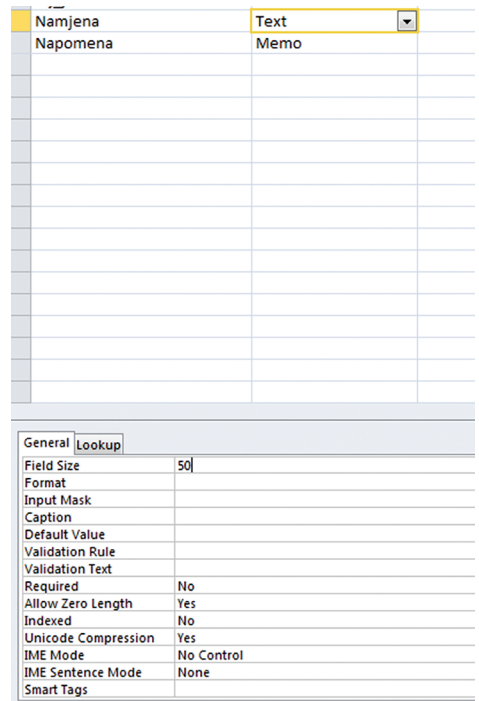 Namjena Text
Napomena Memo
General Lookup
Field Size 50
Format
Input Mask
Caption
Default Value
Validation Rule
Validation Text
Required No
Allow Zero Length Yes
Indexed No
Unicode Compression Yes
IME Mode No Control
IME Sentence Mode None
Smart Tags